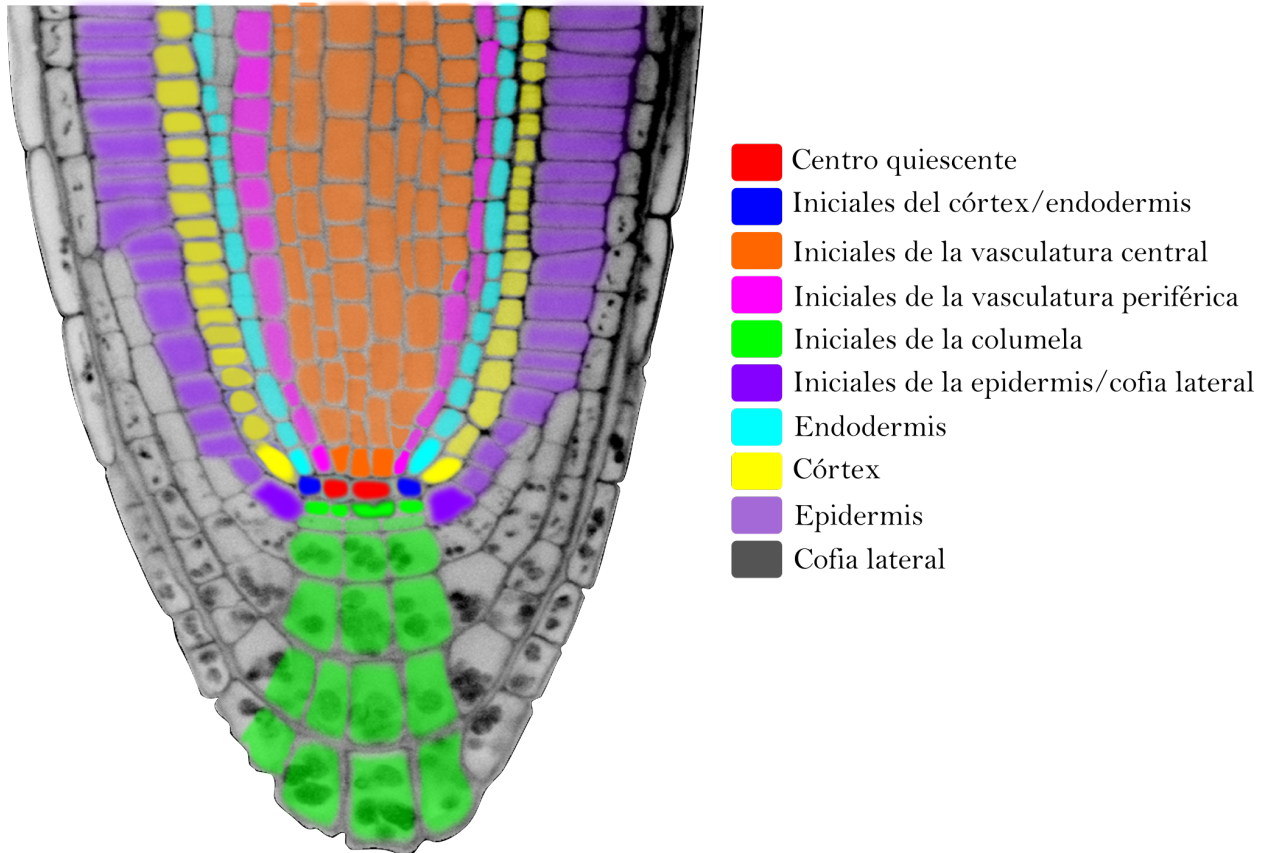 Centro quiescente
Iniciales del córtex/endodermis
Iniciales de la vasculatura central
Iniciales de la vasculatura periférica
Iniciales de la columela
Iniciales de la epidermis/cofia lateral
Endodermis
Córtex
Epidermis
Cofia lateral